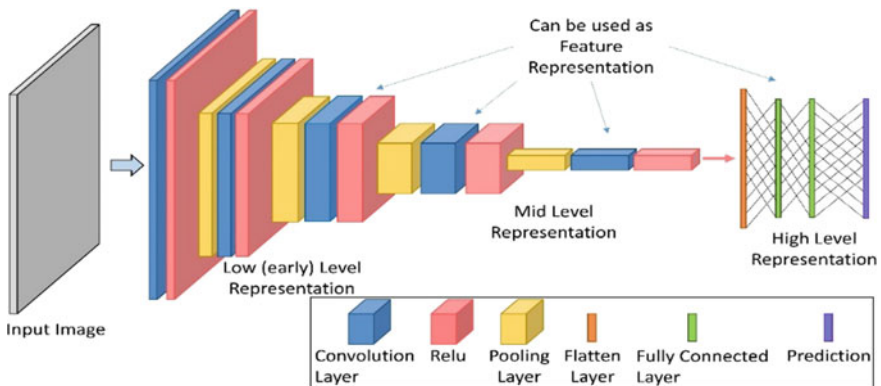 Can be used as
Feature
Representation
Mid Level
Representation
High Level
Representation
Low (early) Level
Representation
Input Image
Convolution
Layer
Relu
Pooling
Layer
Flatten
Layer
Fully Connected
Layer
Prediction